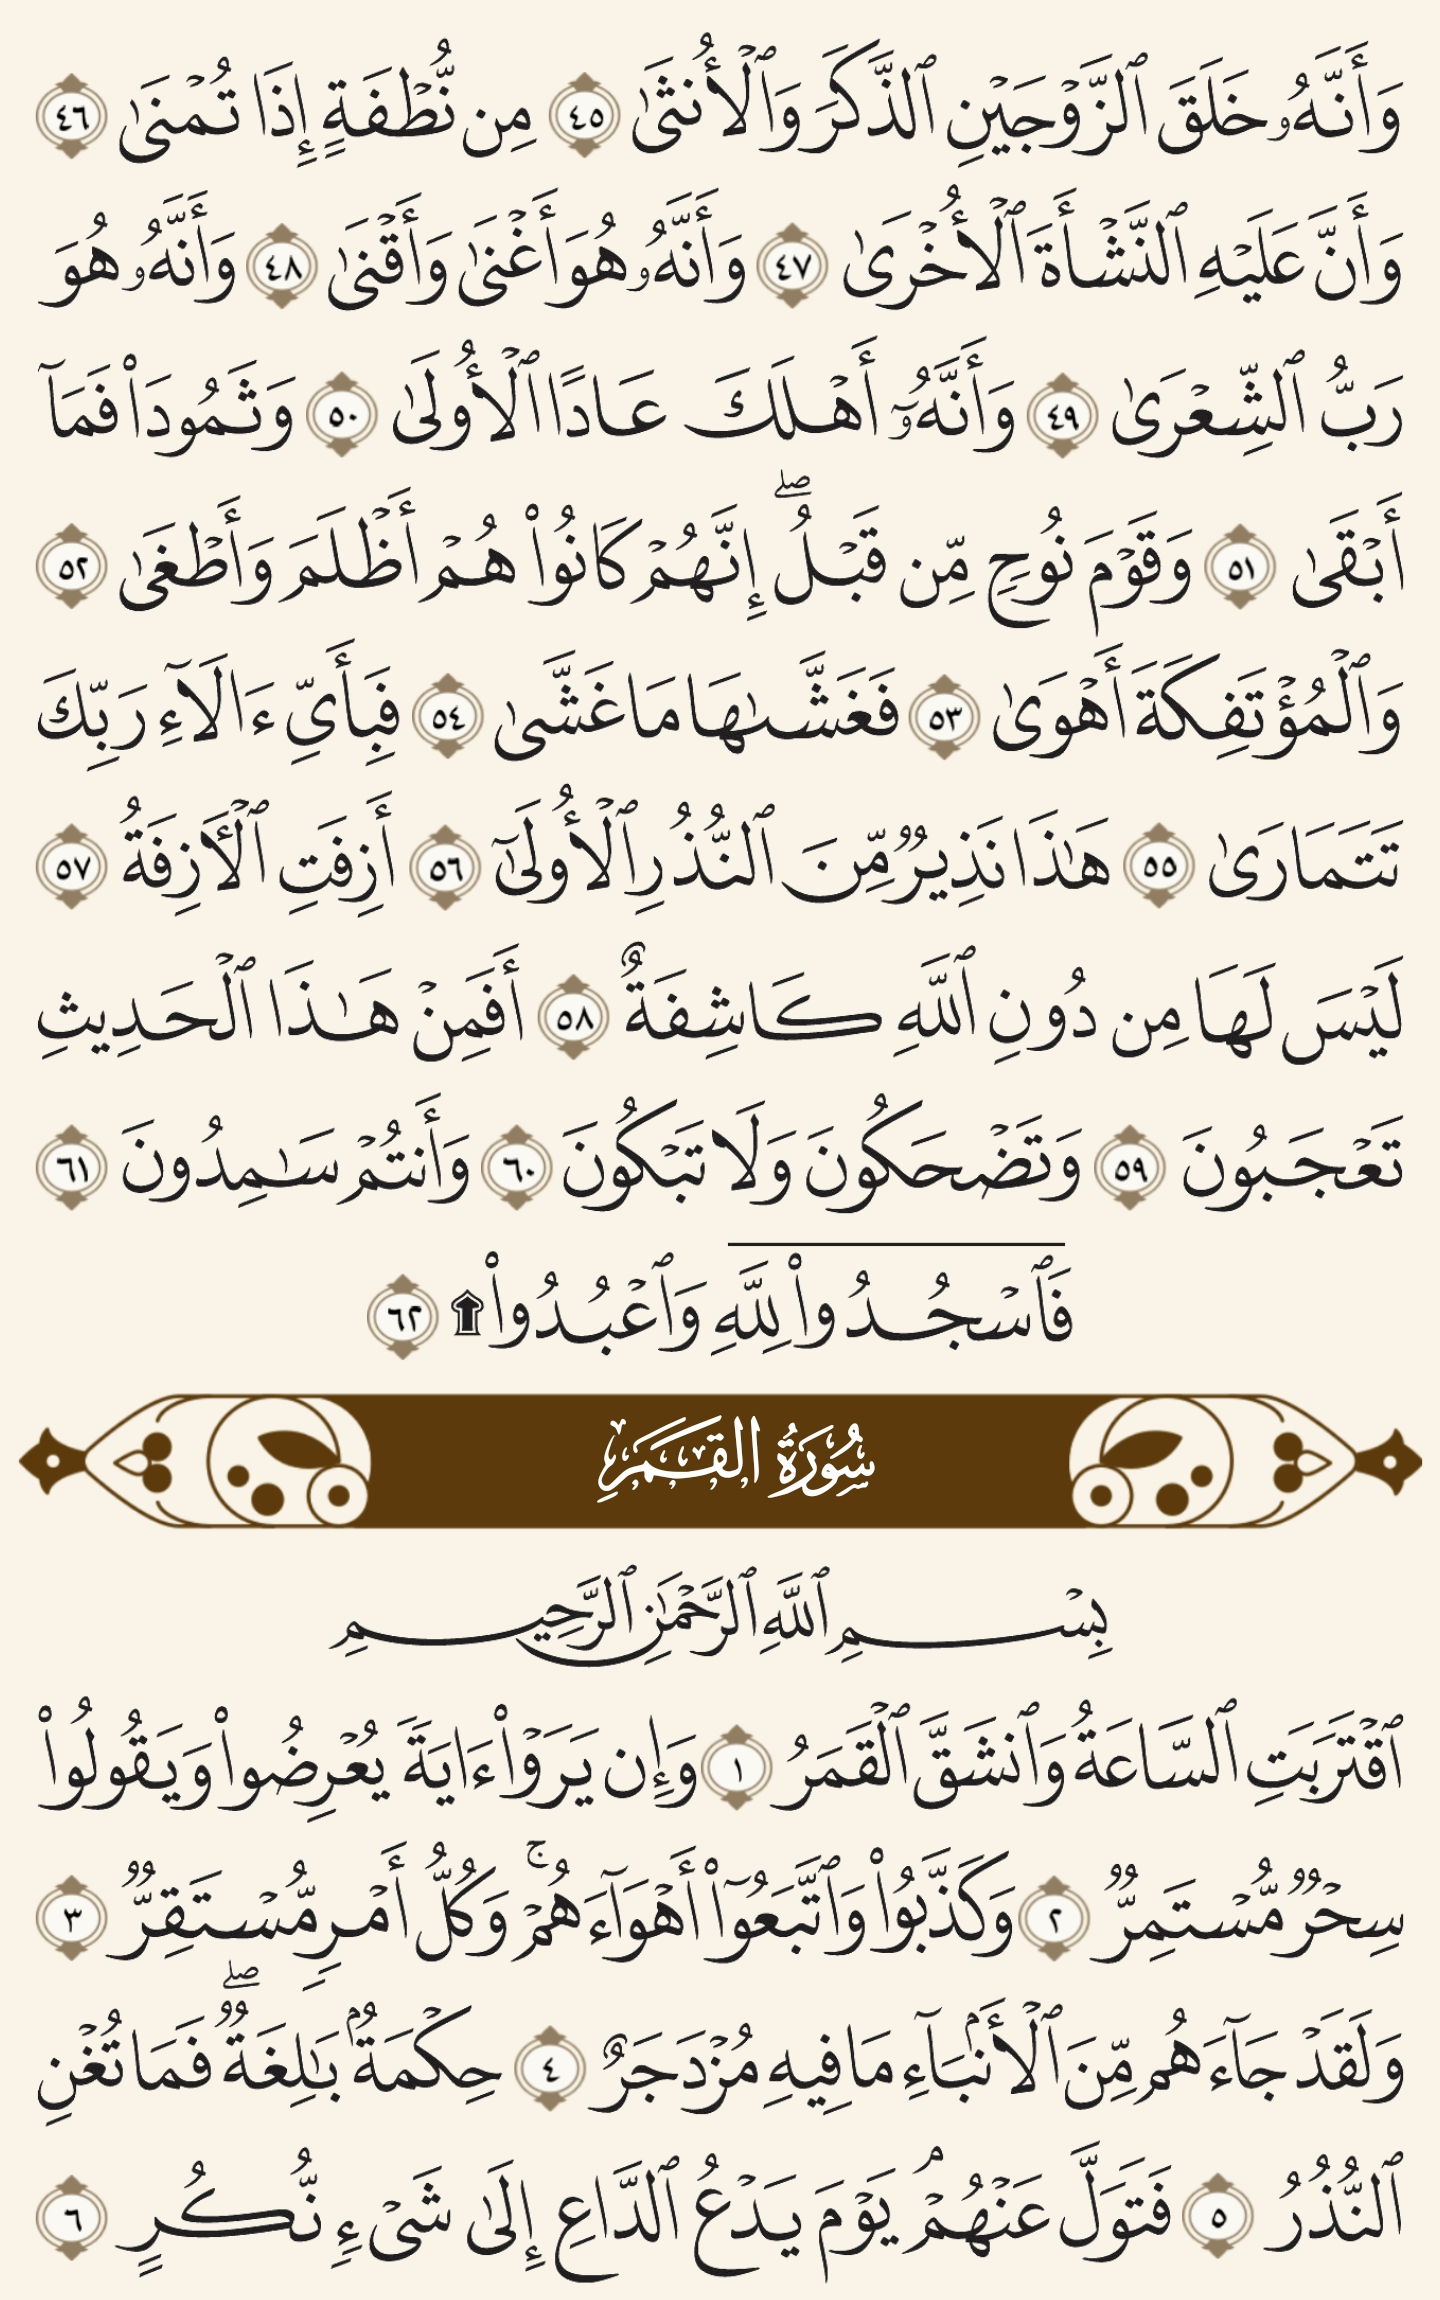 وَأَنَّهُۥ خَلَقَ ٱلزَّوْجَيْنِ ٱلذَّكَرَ وَٱلْأُنثَىٰ ٤٥ مِن نُّطْفَةٍ إِذَا تُمْنَىٰ ٤٦
وَأَنَّ عَلَيْهِ ٱلنَّشْأَةَ ٱلْأُخْرَىٰ ٤٧ وَأَنَّهُۥ هُوَ أَغْنَىٰ وَأَقْنَىٰ ٤٨ وَأَنَّهُۥ هُوَ
رَبُّ ٱلشِّعْرَىٰ ٤٩ وَأَنَّهُۥٓ أَهْلَكَ عَادًا ٱلْأُولَىٰ ٥٠ وَثَمُودَا۟ فَمَآ
أَبْقَىٰ ٥١ وَقَوْمَ نُوحٍ مِّن قَبْلُ ۖ إِنَّهُمْ كَانُوا۟ هُمْ أَظْلَمَ وَأَطْغَىٰ ٥٢
وَٱلْمُؤْتَفِكَةَ أَهْوَىٰ ٥٣ فَغَشَّىٰهَا مَا غَشَّىٰ ٥٤ فَبِأَىِّ ءَالَآءِ رَبِّكَ
تَتَمَارَىٰ ٥٥ هَٰذَا نَذِيرٌ مِّنَ ٱلنُّذُرِ ٱلْأُولَىٰٓ ٥٦ أَزِفَتِ ٱلْـَٔازِفَةُ ٥٧
لَيْسَ لَهَا مِن دُونِ ٱللَّهِ كَاشِفَةٌ ٥٨ أَفَمِنْ هَٰذَا ٱلْحَدِيثِ
تَعْجَبُونَ ٥٩ وَتَضْحَكُونَ وَلَا تَبْكُونَ ٦٠ وَأَنتُمْ سَٰمِدُونَ ٦١
فَٱسْجُدُوا۟ لِلَّهِ وَٱعْبُدُوا۟ ۩ ٦٢
سُورَةُ القَمَرِ
بِسْمِ ٱللَّهِ ٱلرَّحْمَٰنِ ٱلرَّحِيمِ
ٱقْتَرَبَتِ ٱلسَّاعَةُ وَٱنشَقَّ ٱلْقَمَرُ ١ وَإِن يَرَوْا۟ ءَايَةً يُعْرِضُوا۟ وَيَقُولُوا۟
سِحْرٌ مُّسْتَمِرٌّ ٢ وَكَذَّبُوا۟ وَٱتَّبَعُوٓا۟ أَهْوَآءَهُمْ ۚ وَكُلُّ أَمْرٍ مُّسْتَقِرٌّ ٣
وَلَقَدْ جَآءَهُم مِّنَ ٱلْأَنۢبَآءِ مَا فِيهِ مُزْدَجَرٌ ٤ حِكْمَةٌۢ بَٰلِغَةٌ ۖ فَمَا تُغْنِ
ٱلنُّذُرُ ٥ فَتَوَلَّ عَنْهُمْ ۘ يَوْمَ يَدْعُ ٱلدَّاعِ إِلَىٰ شَىْءٍ نُّكُرٍ ٦